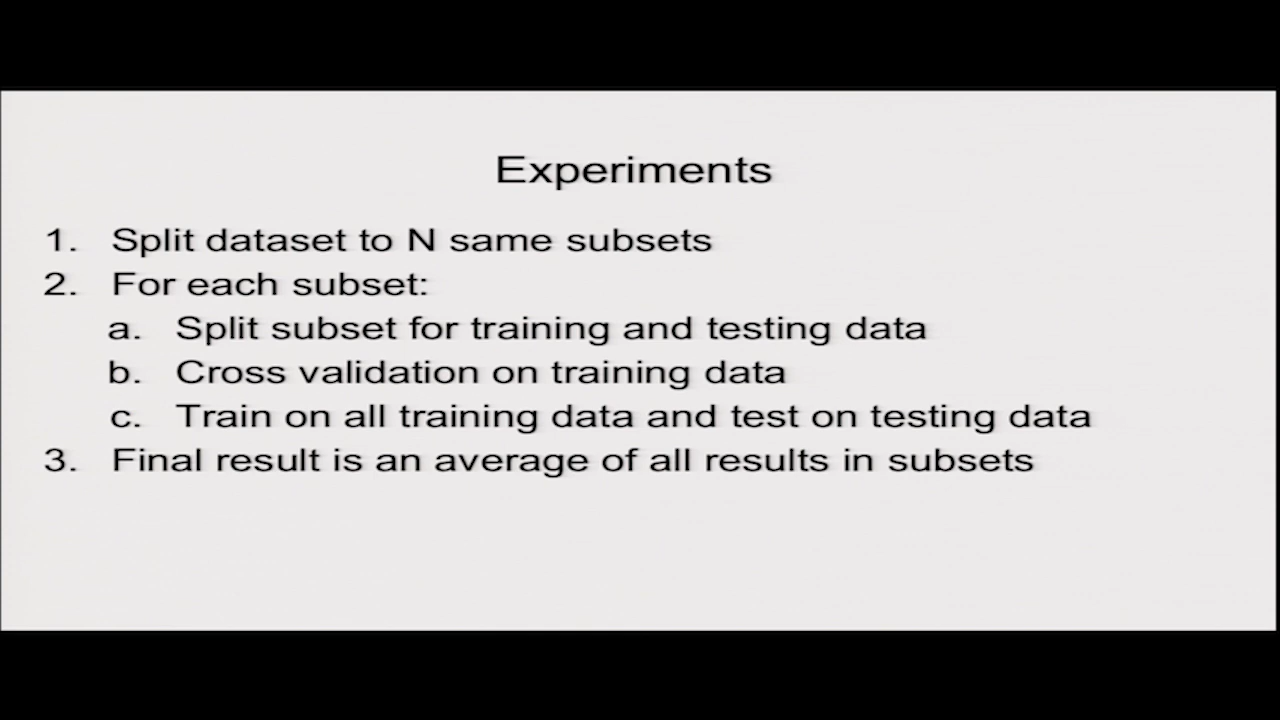 Experiments
1. Split dataset to N same subsets
2. For each subset:
a. Split subset for training and testing data
b. Cross validation on training data
c. Train on all training data and test on testing data
3. Final result is an average of all results in subsets